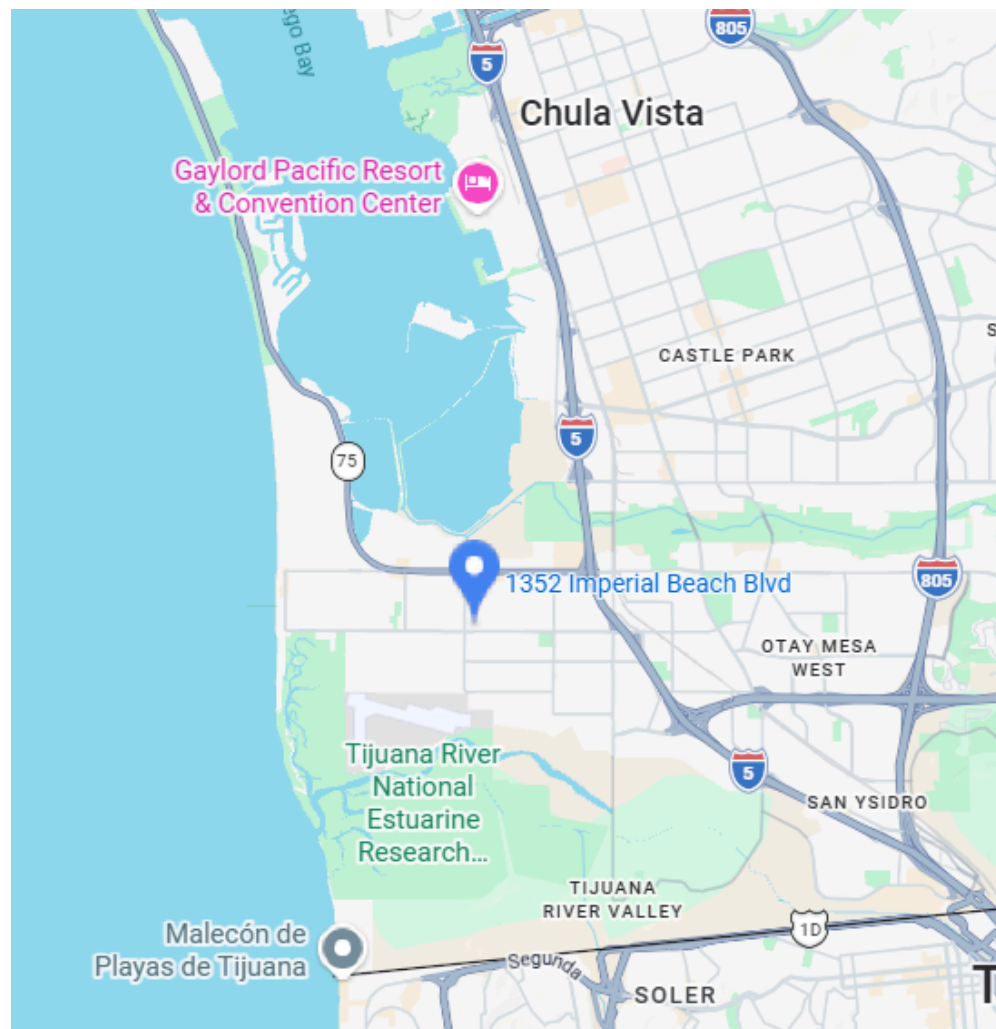 ego Bay
805
5
Chula Vista
Gaylord Pacific Resort
& Convention Center
S
CASTLE PARK
5
75
1352 Imperial Beach Blvd
805
OTAY MESA
WEST
Tijuana River
National
Estuarine
Research...
5
SAN YSIDRO
TIJUANA
RIVER VALLEY
1D
Malecón de
Playas de Tijuana
Segunda
SOLER
T